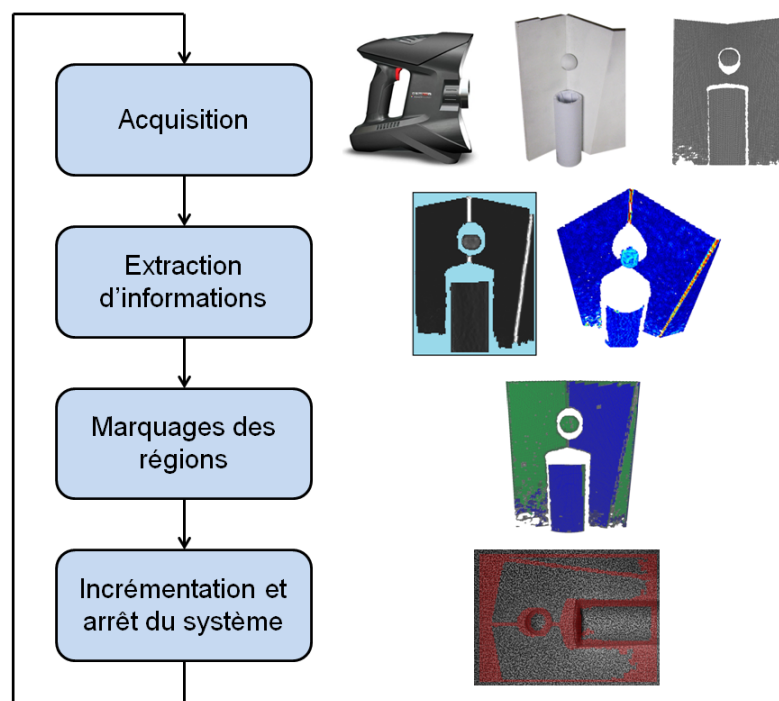 Acquisition
Extraction
d'informations
Marquages des
régions
Incrémentation et
arrêt du système